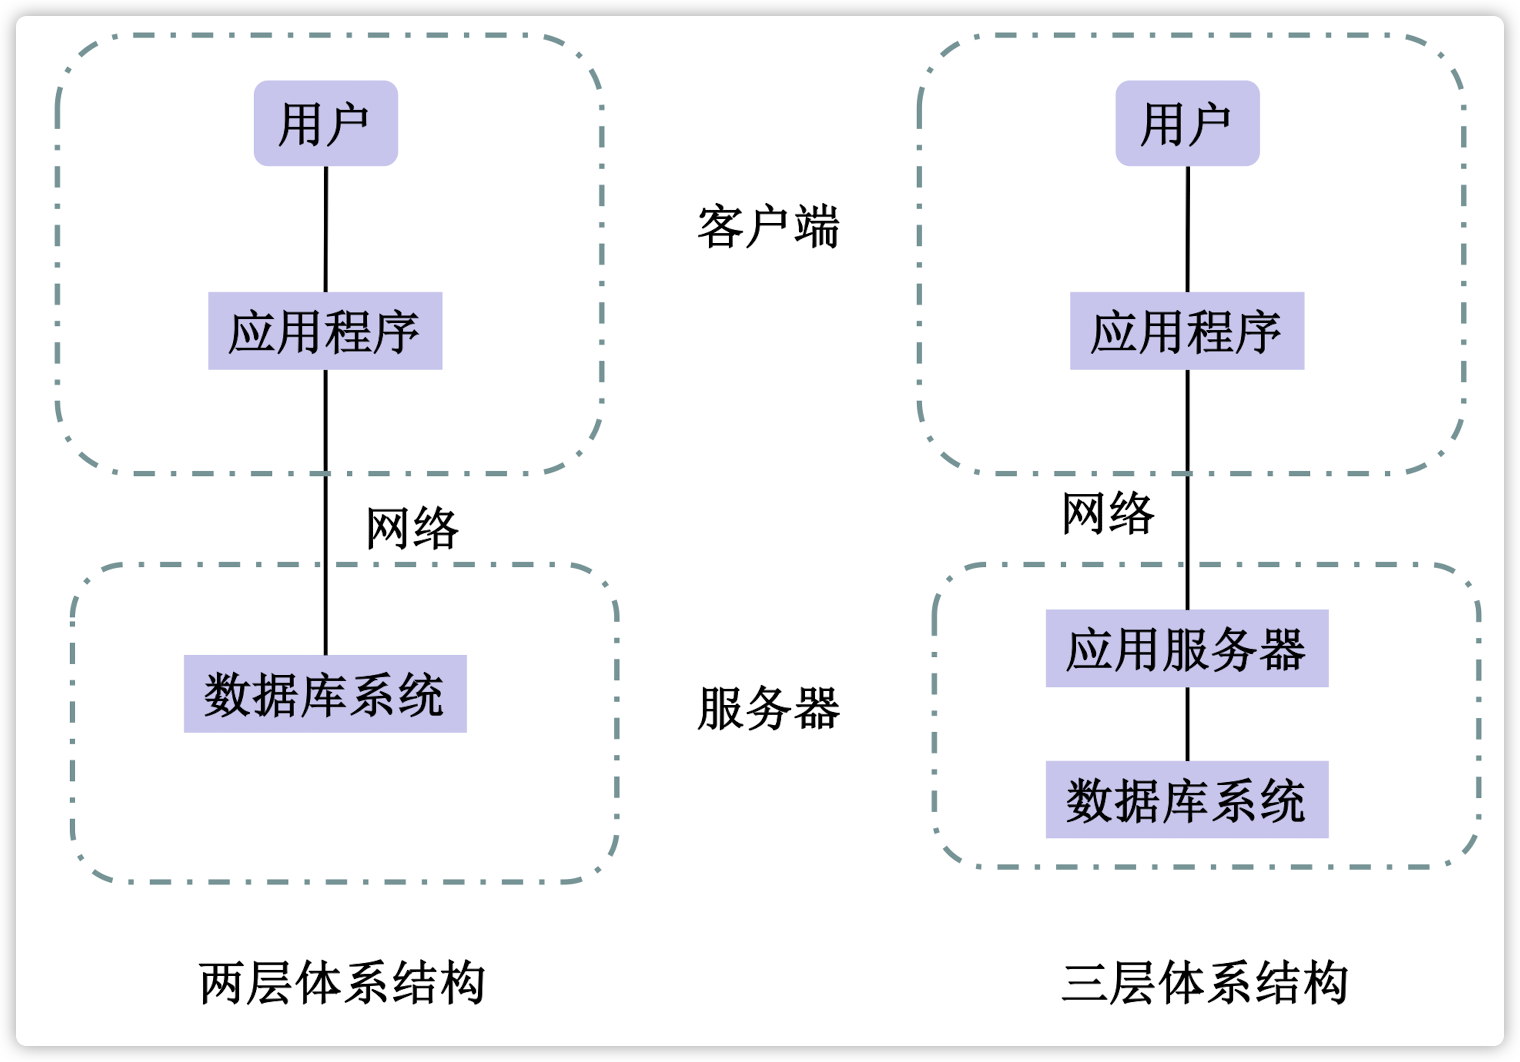 用户
用户
客户端
应用程序
应用程序
网络
网络
应用服务器
数据库系统
服务器
数据库系统
两层体系结构
三层体系结构